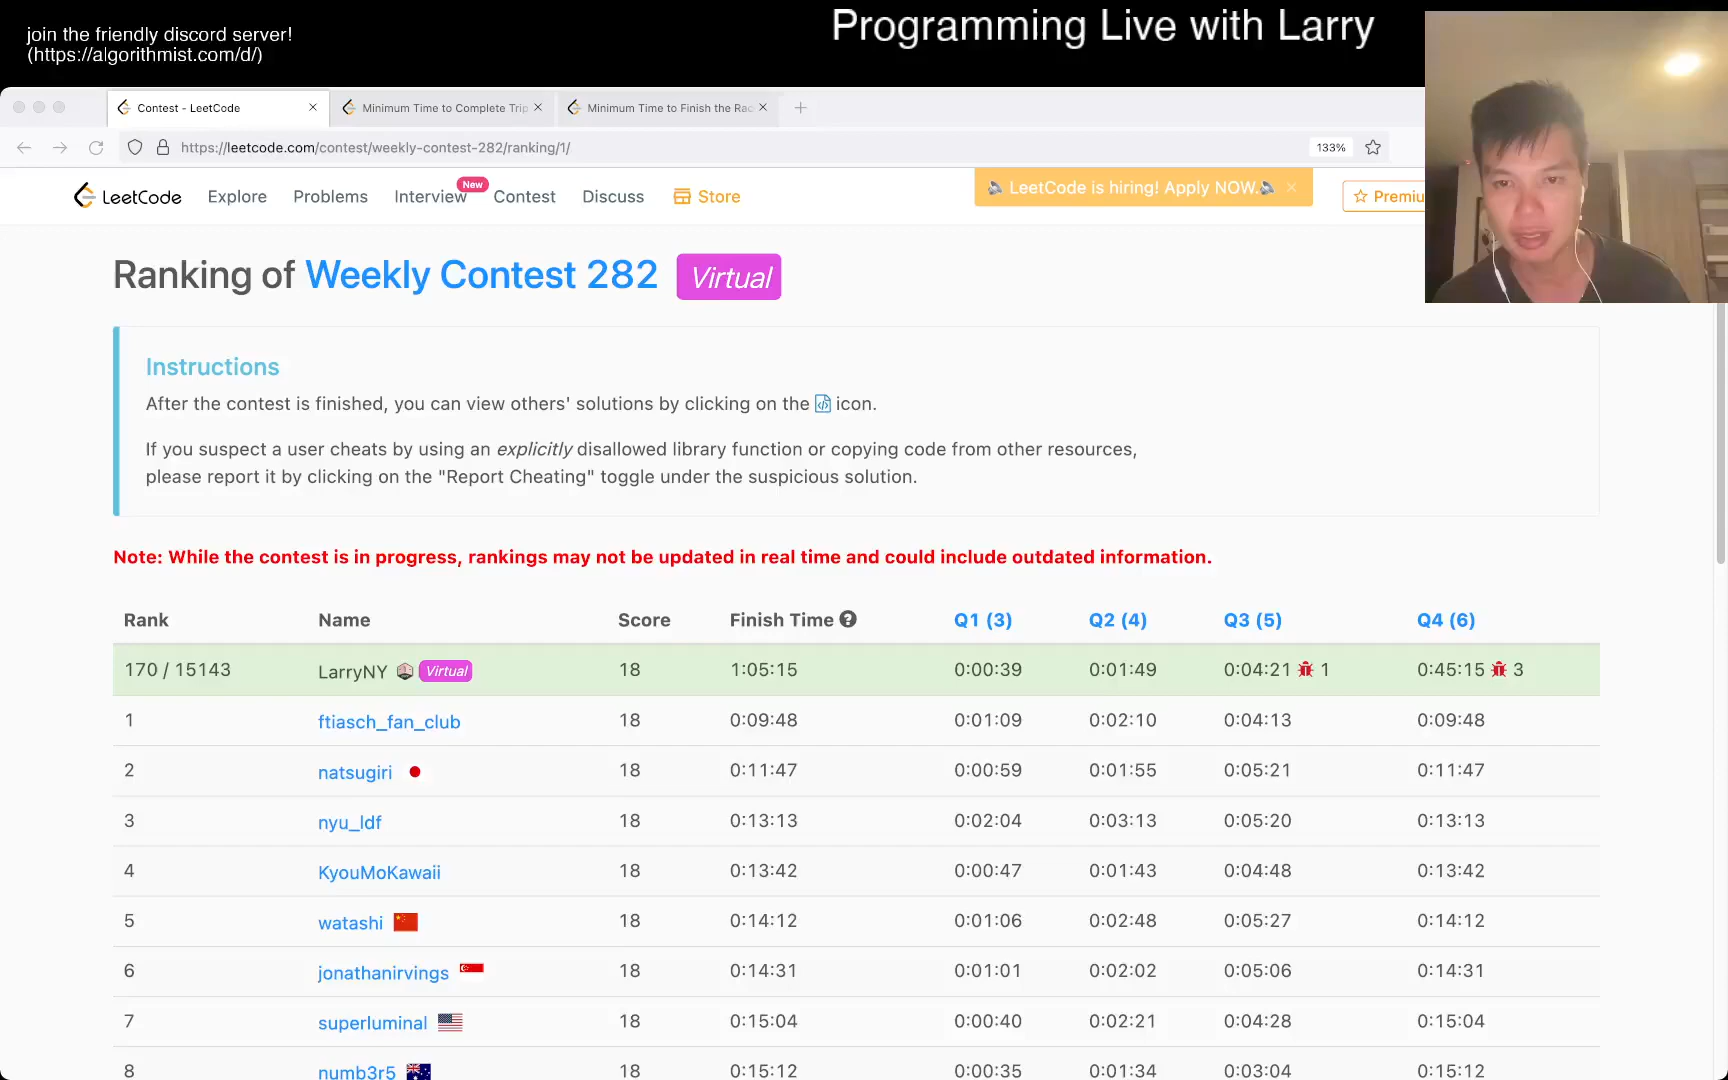 join the friendly discord server!
(https://algorithmist.com/d/)
Programming Live with Larry
Contest - LeetCode
Minimum Time to Complete Trip
Minimum Time to Finish the Rac
https://leetcode.com/contest/weekly-contest-282/ranking/1/
133%
LeetCode
Explore
Problems
Interview
New
Contest
Discuss
Store
LeetCode is hiring! Apply NOW.
Premiu
Ranking of Weekly Contest 282 Virtual
Instructions
After the contest is finished, you can view others' solutions by clicking on the icon.
If you suspect a user cheats by using an explicitly disallowed library function or copying code from other resources,
please report it by clicking on the "Report Cheating" toggle under the suspicious solution.
Note: While the contest is in progress, rankings may not be updated in real time and could include outdated information.
Rank Name Score Finish Time Q1 (3) Q2 (4) Q3 (5) Q4 (6)
170 / 15143 LarryNY Virtual 18 1:05:15 0:00:39 0:01:49 0:04:21 1 0:45:15 3
1 ftiasch_fan_club 18 0:09:48 0:01:09 0:02:10 0:04:13 0:09:48
2 natsugiri 18 0:11:47 0:00:59 0:01:55 0:05:21 0:11:47
3 nyu_ldf 18 0:13:13 0:02:04 0:03:13 0:05:20 0:13:13
4 KyouMoKawaii 18 0:13:42 0:00:47 0:01:43 0:04:48 0:13:42
5 watashi 18 0:14:12 0:01:06 0:02:48 0:05:27 0:14:12
6 jonathanirvings 18 0:14:31 0:01:01 0:02:02 0:05:06 0:14:31
7 superluminal 18 0:15:04 0:00:40 0:02:21 0:04:28 0:15:04
8 numb3r5 18 0:15:12 0:00:35 0:01:34 0:03:04 0:15:12